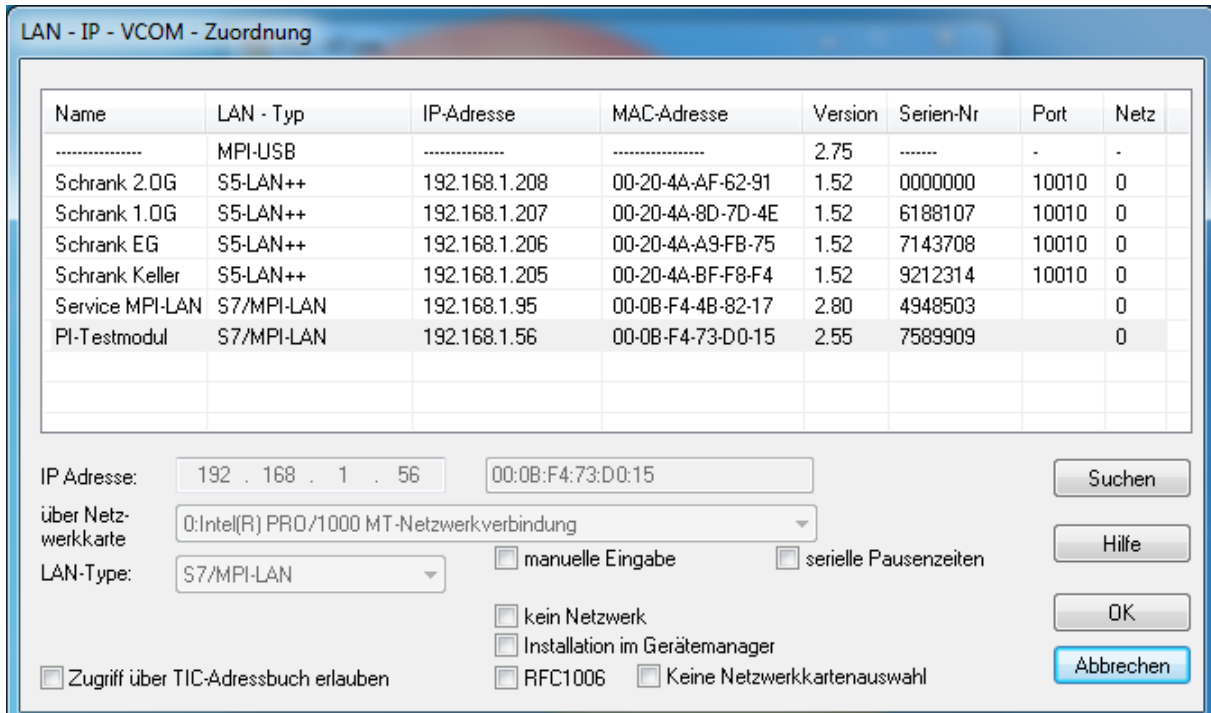 LAN - IP - VCOM - Zuordnung
Name LAN - Typ IP-Adresse MAC-Adresse Version Serien-Nr Port Netz
---------------- MPI-USB --------------- ----------------- 2.75 ------- - -
Schrank 2.OG S5-LAN++ 192.168.1.208 00-20-4A-AF-62-91 1.52 0000000 10010 0
Schrank 1.OG S5-LAN++ 192.168.1.207 00-20-4A-8D-7D-4E 1.52 6188107 10010 0
Schrank EG S5-LAN++ 192.168.1.206 00-20-4A-A9-FB-75 1.52 7143708 10010 0
Schrank Keller S5-LAN++ 192.168.1.205 00-20-4A-BF-F8-F4 1.52 9212314 10010 0
Service MPI-LAN S7/MPI-LAN 192.168.1.95 00-0B-F4-4B-82-17 2.80 4948503 0
PI-Testmodul S7/MPI-LAN 192.168.1.56 00-0B-F4-73-D0-15 2.55 7589909 0
IP Adresse: 192 . 168 . 1 . 56 00:0B:F4:73:D0:15 Suchen
über Netz-
werkkarte 0:Intel(R) PRO/1000 MT-Netzwerkverbindung
Hilfe
manuelle Eingabe serielle Pausenzeiten
LAN-Type: S7/MPI-LAN
kein Netzwerk OK
Installation im Gerätemanager
Zugriff über TIC-Adressbuch erlauben RFC1006 Keine Netzwerkkartenauswahl Abbrechen